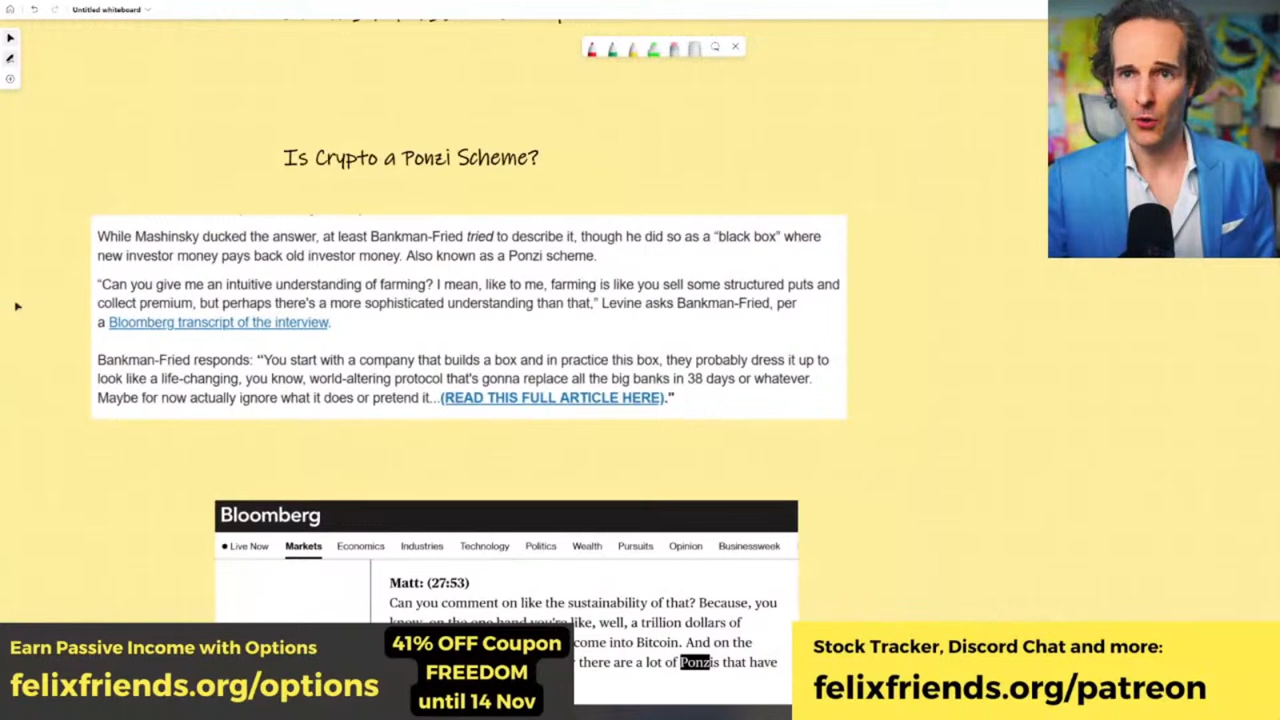 Untitled whiteboard
Is Crypto a Ponzi Scheme?
While Mashinsky ducked the answer, at least Bankman-Fried tried to describe it, though he did so as a “black box” where
new investor money pays back old investor money. Also known as a Ponzi scheme.
“Can you give me an intuitive understanding of farming? I mean, like to me, farming is like you sell some structured puts and
collect premium, but perhaps there's a more sophisticated understanding than that,” Levine asks Bankman-Fried, per
a Bloomberg transcript of the interview.
Bankman-Fried responds: “You start with a company that builds a box and in practice this box, they probably dress it up to
look like a life-changing, you know, world-altering protocol that's gonna replace all the big banks in 38 days or whatever.
Maybe for now actually ignore what it does or pretend it...(READ THIS FULL ARTICLE HERE).”
Bloomberg
Live Now Markets Economics Industries Technology Politics Wealth Pursuits Opinion Businessweek
Matt: (27:53)
Can you comment on like the sustainability of that? Because, you
know, on the one hand you're like, well, a trillion dollars of
come into Bitcoin. And on the
there are a lot of Ponzis that have
Earn Passive Income with Options
felixfriends.org/options
41% OFF Coupon
FREEDOM
until 14 Nov
Stock Tracker, Discord Chat and more:
felixfriends.org/patreon